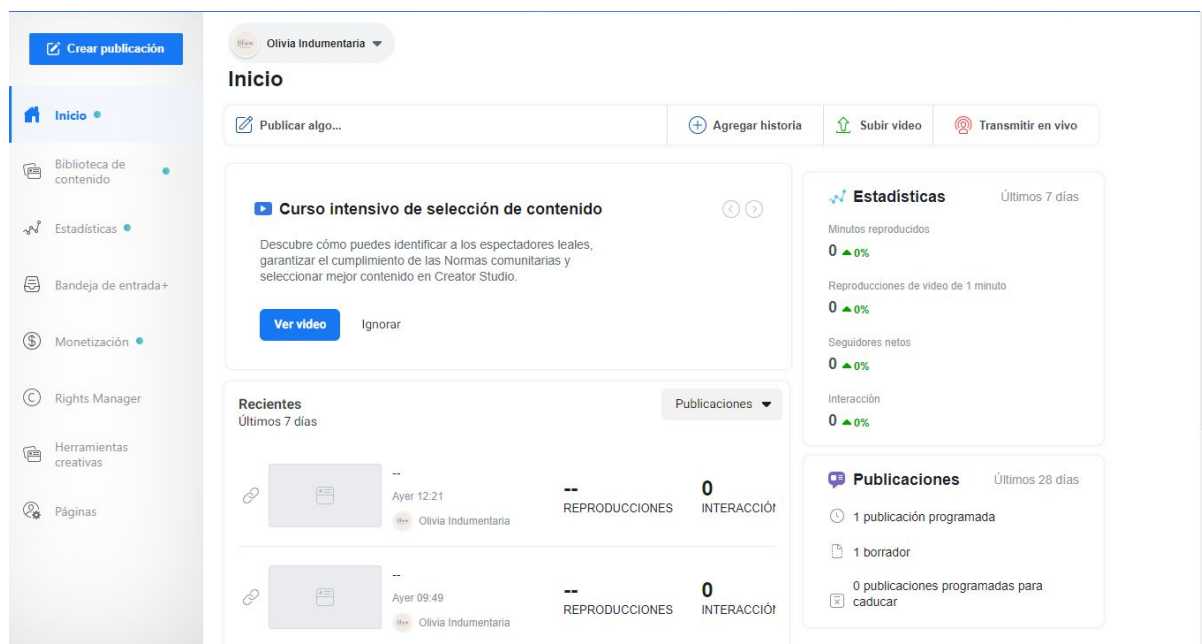 Crear publicación
Inicio
Biblioteca de
contenido
Estadísticas
Bandeja de entrada+
Monetización
Rights Manager
Herramientas
creativas
Páginas
Olivia Indumentaria
Inicio
Publicar algo...
Agregar historia
Subir video
Transmitir en vivo
Curso intensivo de selección de contenido
Descubre cómo puedes identificar a los espectadores leales,
garantizar el cumplimiento de las Normas comunitarias y
seleccionar mejor contenido en Creator Studio.
Ver video
Ignorar
Recientes
Últimos 7 días
Publicaciones
--
Ayer 12:21
Olivia Indumentaria
--
REPRODUCCIONES
0
INTERACCIÓN
--
Ayer 09:49
Olivia Indumentaria
--
REPRODUCCIONES
0
INTERACCIÓN
Estadísticas
Últimos 7 días
Minutos reproducidos
0 0%
Reproducciones de video de 1 minuto
0 0%
Seguidores netos
0 0%
Interacción
0 0%
Publicaciones
Últimos 28 días
1 publicación programada
1 borrador
0 publicaciones programadas para
caducar